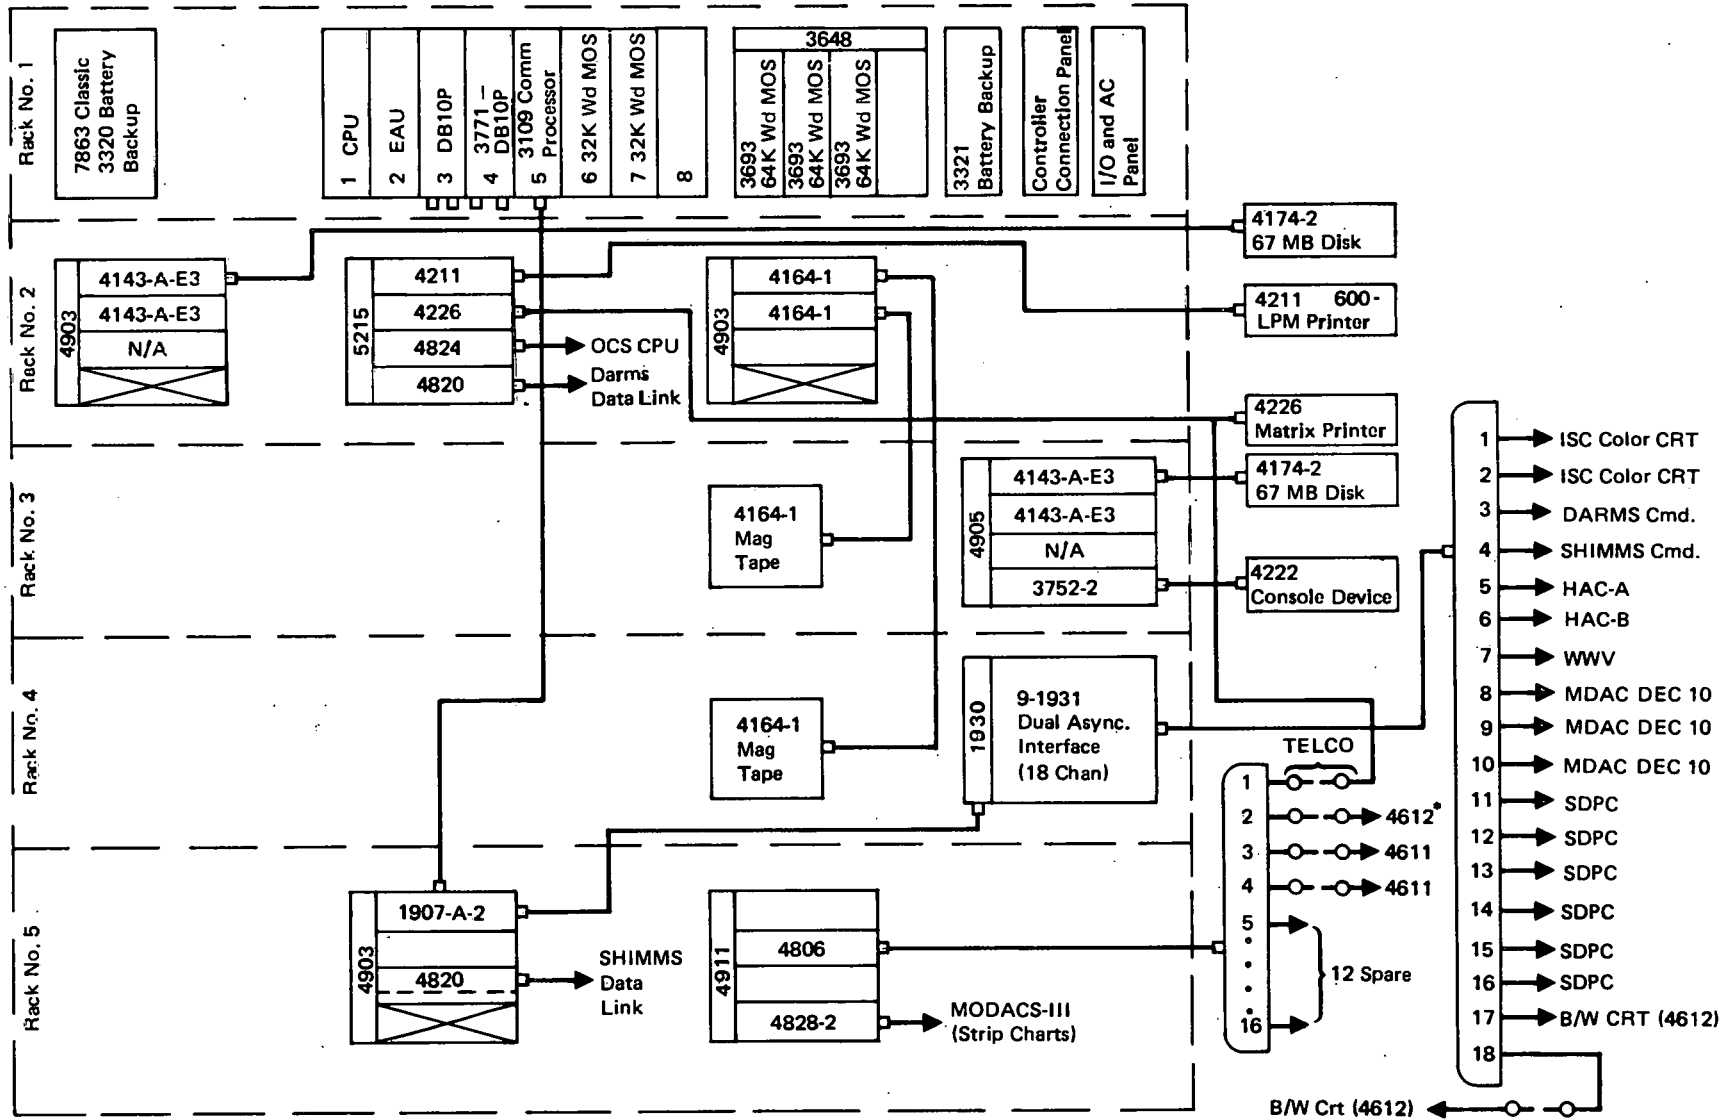 Rack No. 1
7863 Classic
3320 Battery
Backup
1 CPU
2 EAU
3 DB10P
4 3771 –
DB10P
5 3109 Comm
Processor
6 32K Wd MOS
7 32K Wd MOS
8
3648
3693
64K Wd MOS
3693
64K Wd MOS
3693
64K Wd MOS
3321
Battery Backup
Controller
Connection Panel
I/O and AC
Panel
4174-2
67 MB Disk
Rack No. 2
4903
4143-A-E3
4143-A-E3
N/A
5215
4211
4226
4824
4820
OCS CPU
Darms
Data Link
4903
4164-1
4164-1
4211 600-
LPM Printer
4226
Matrix Printer
Rack No. 3
4164-1
Mag
Tape
4905
4143-A-E3
4143-A-E3
N/A
3752-2
4174-2
67 MB Disk
4222
Console Device
Rack No. 4
4164-1
Mag
Tape
1930
9-1931
Dual Async.
Interface
(18 Chan)
Rack No. 5
4903
1907-A-2
4820
SHIMMS
Data
Link
4911
4806
4828-2
MODACS-III
(Strip Charts)
TELCO
1
2 4612*
3 4611
4 4611
5
16
12 Spare
1 ISC Color CRT
2 ISC Color CRT
3 DARMS Cmd.
4 SHIMMS Cmd.
5 HAC-A
6 HAC-B
7 WWV
8 MDAC DEC 10
9 MDAC DEC 10
10 MDAC DEC 10
11 SDPC
12 SDPC
13 SDPC
14 SDPC
15 SDPC
16 SDPC
17 B/W CRT (4612)
18
B/W Crt (4612)